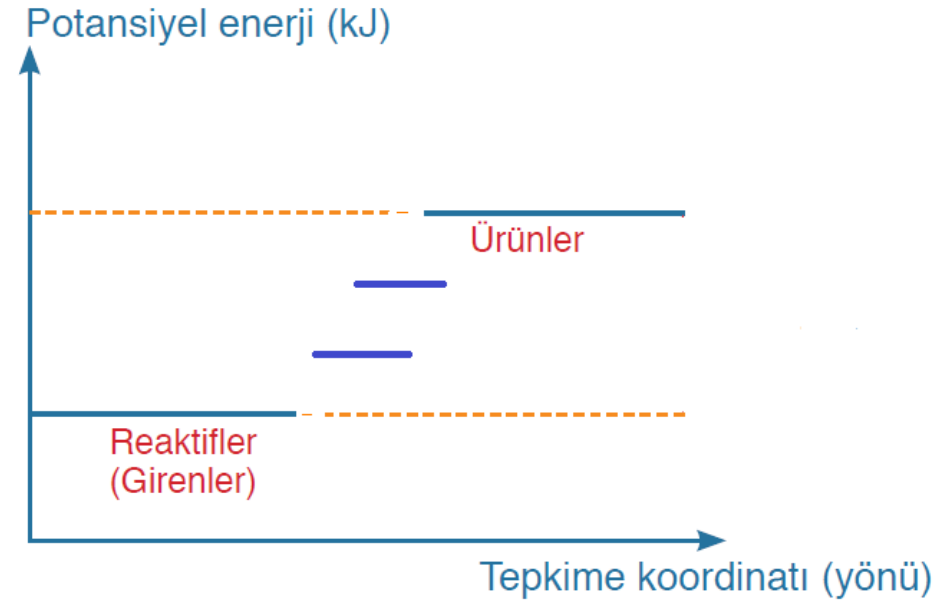 Potansiyel enerji (kJ)
Ürünler
Reaktifler
(Girenler)
Tepkime koordinatı (yönü)